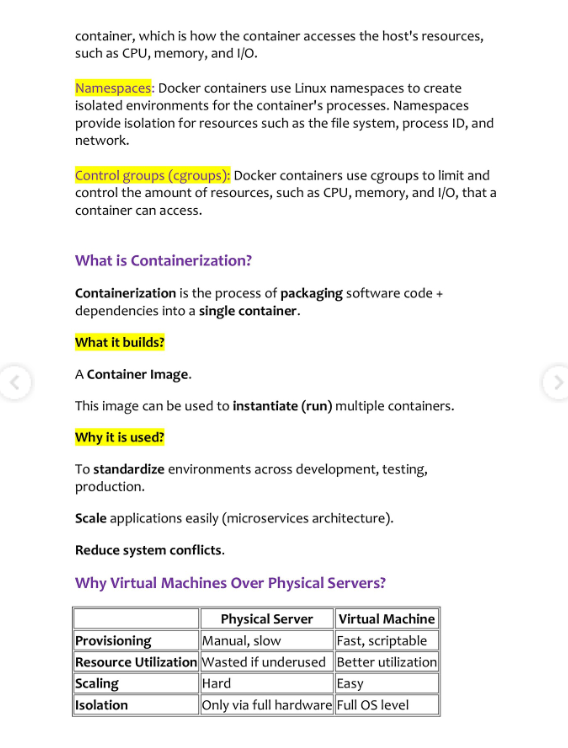 container, which is how the container accesses the host's resources,
such as CPU, memory, and I/O.
Namespaces: Docker containers use Linux namespaces to create
isolated environments for the container's processes. Namespaces
provide isolation for resources such as the file system, process ID, and
network.
Control groups (cgroups): Docker containers use cgroups to limit and
control the amount of resources, such as CPU, memory, and I/O, that a
container can access.
What is Containerization?
Containerization is the process of packaging software code +
dependencies into a single container.
What it builds?
A Container Image.
This image can be used to instantiate (run) multiple containers.
Why it is used?
To standardize environments across development, testing,
production.
Scale applications easily (microservices architecture).
Reduce system conflicts.
Why Virtual Machines Over Physical Servers?
Physical Server Virtual Machine
Provisioning Manual, slow Fast, scriptable
Resource Utilization Wasted if underused Better utilization
Scaling Hard Easy
Isolation Only via full hardware Full OS level